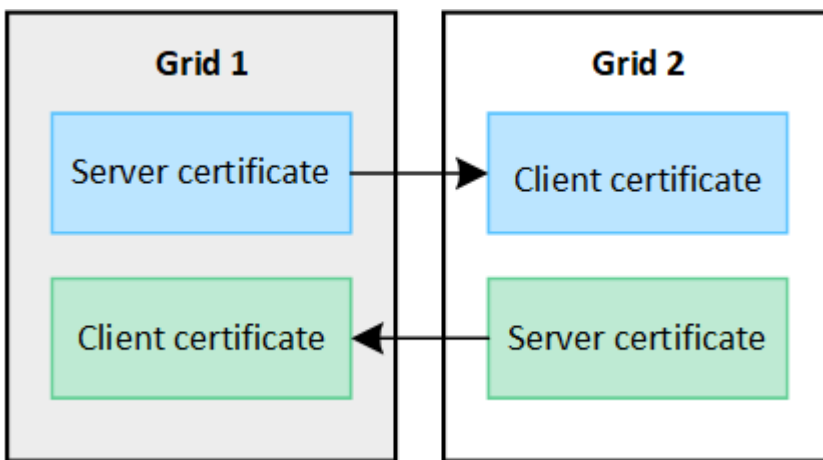 Grid 1
Server certificate
Client certificate
Grid 2
Client certificate
Server certificate